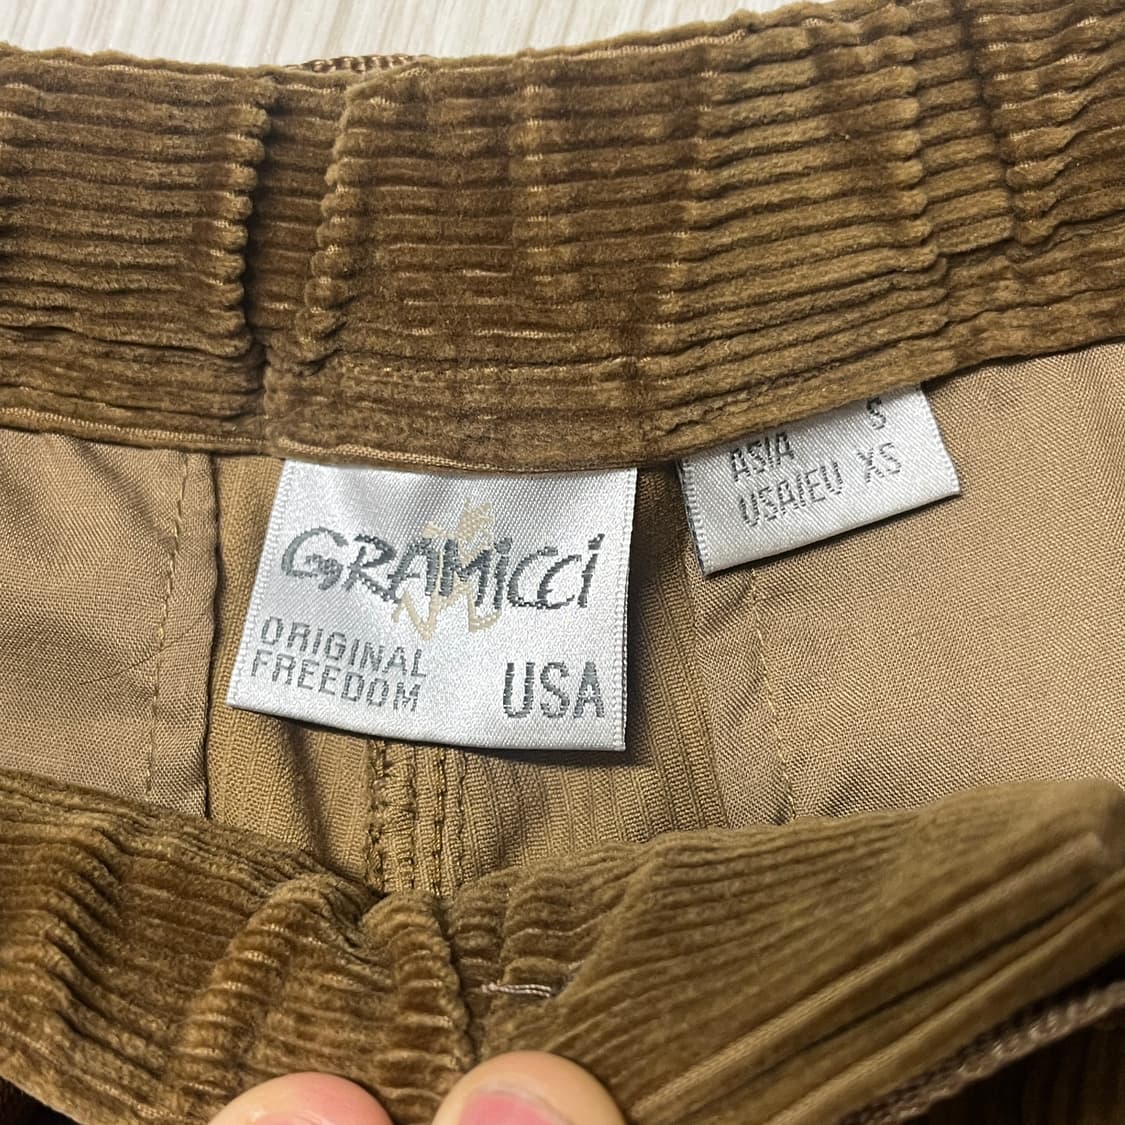 GRAMiCCi
ORIGINAL
FREEDOM
USA
ASIA S
USA/EU XS